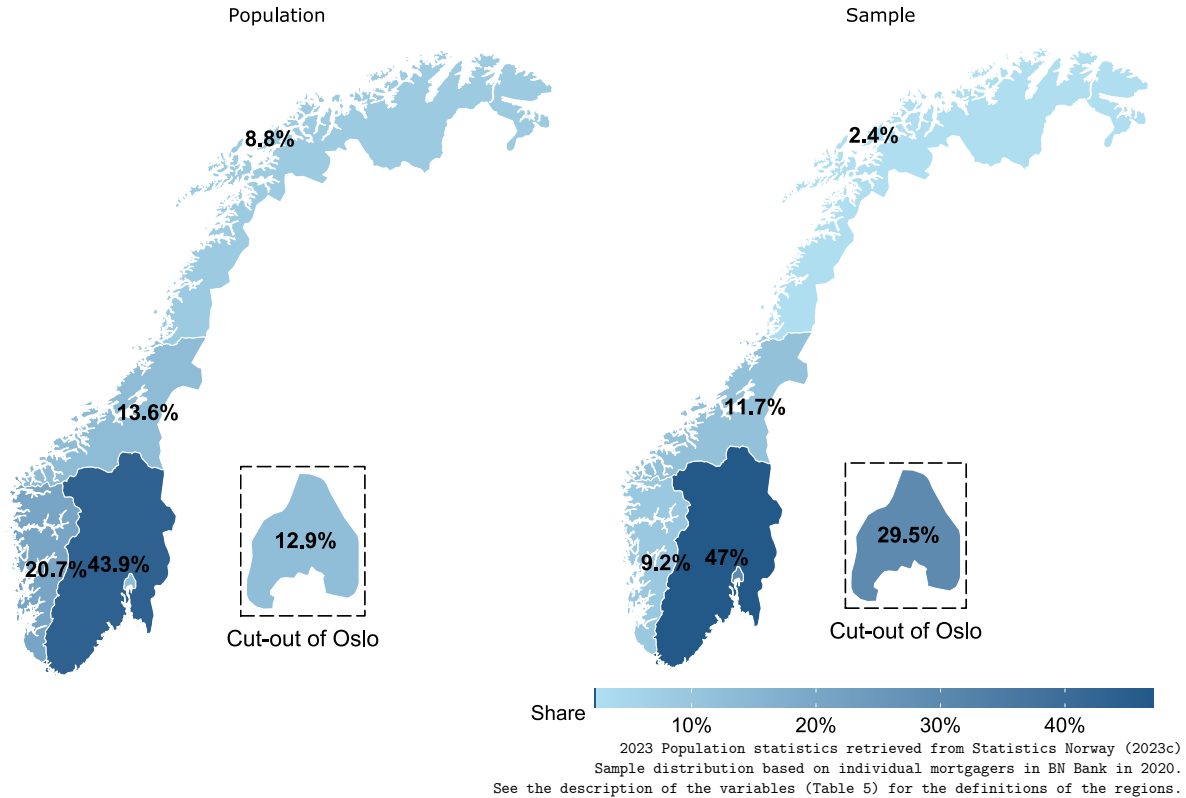 Population
Sample
8.8%
2.4%
13.6%
11.7%
12.9%
29.5%
20.7%
43.9%
9.2%
47%
Cut-out of Oslo
Cut-out of Oslo
Share
10%
20%
30%
40%
2023 Population statistics retrieved from Statistics Norway (2023c)
Sample distribution based on individual mortgagers in BN Bank in 2020.
See the description of the variables (Table 5) for the definitions of the regions.